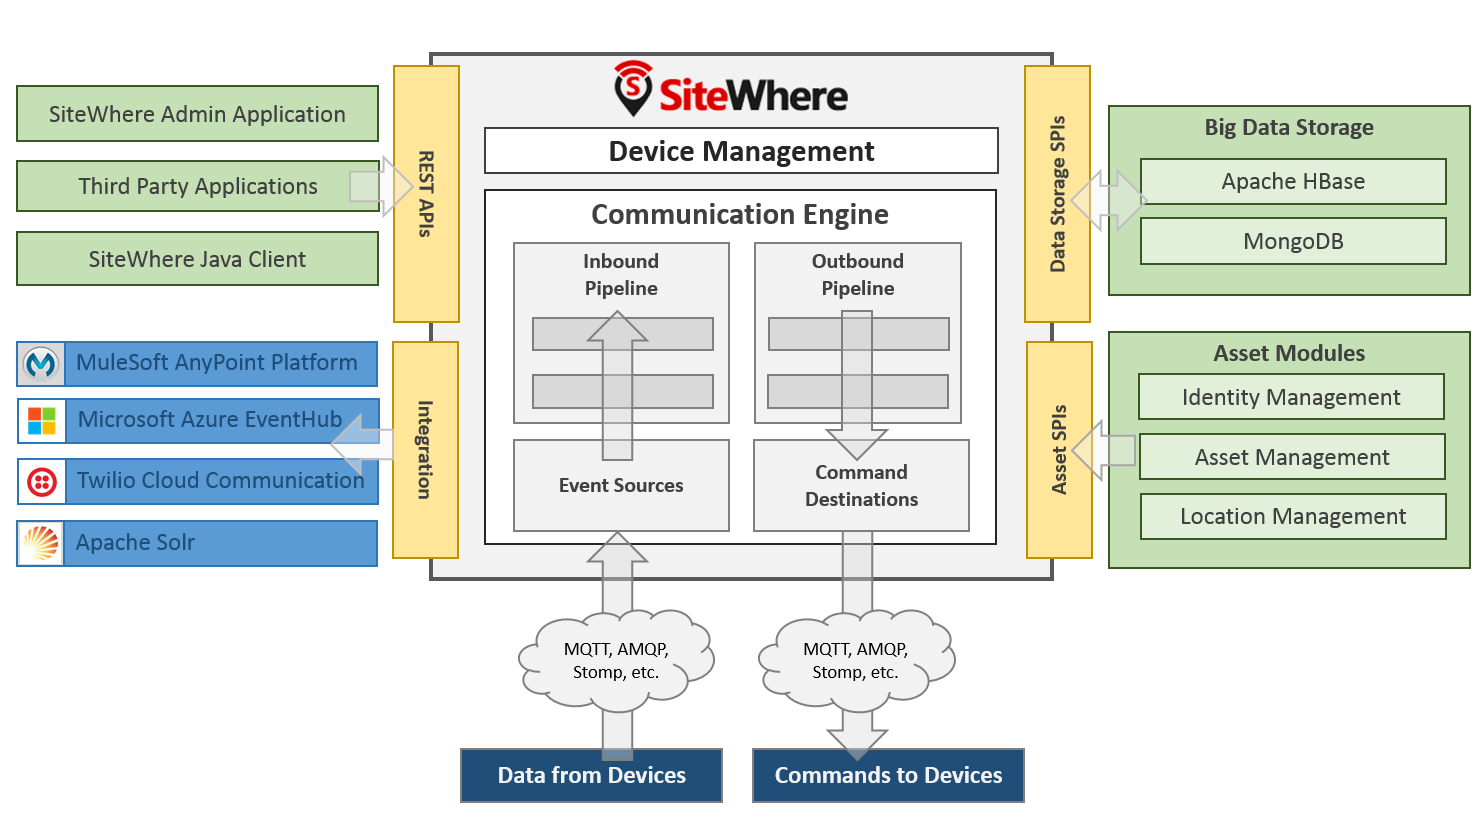 SiteWhere
Device Management
Communication Engine
Inbound
Pipeline
Outbound
Pipeline
Event Sources
Command
Destinations
SiteWhere Admin Application
Third Party Applications
SiteWhere Java Client
REST APIs
MuleSoft AnyPoint Platform
Microsoft Azure EventHub
Twilio Cloud Communication
Apache Solr
Integration
Data Storage SPIs
Big Data Storage
Apache HBase
MongoDB
Asset SPIs
Asset Modules
Identity Management
Asset Management
Location Management
MQTT, AMQP,
Stomp, etc.
MQTT, AMQP,
Stomp, etc.
Data from Devices
Commands to Devices